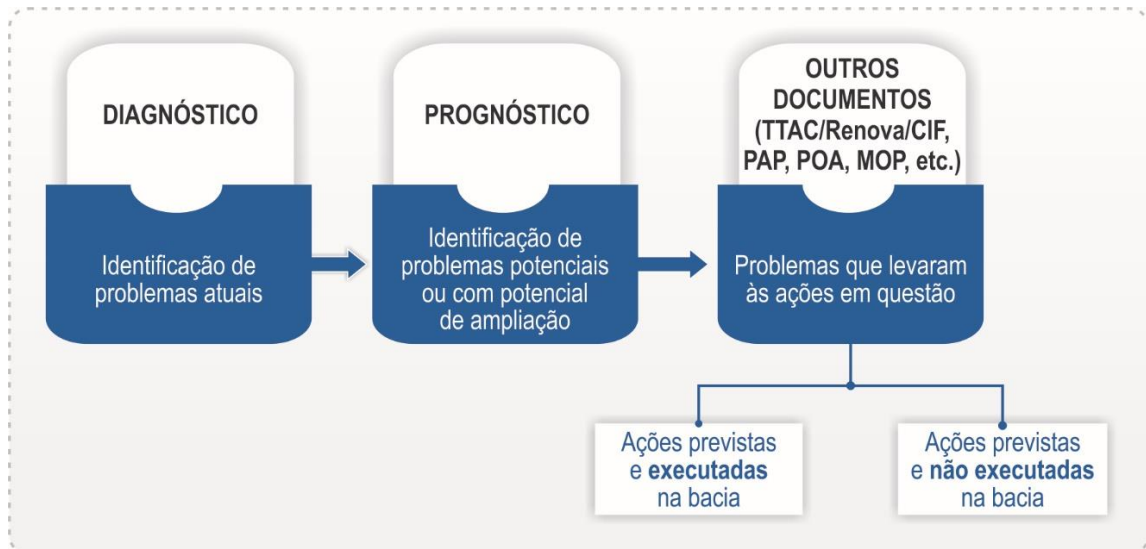 DIAGNÓSTICO
Identificação de
problemas atuais
PROGNÓSTICO
Identificação de
problemas potenciais
ou com potencial
de ampliação
OUTROS
DOCUMENTOS
(TTAC/Renova/CIF,
PAP, POA, MOP, etc.)
Problemas que levaram
às ações em questão
Ações previstas
e executadas
na bacia
Ações previstas
e não executadas
na bacia